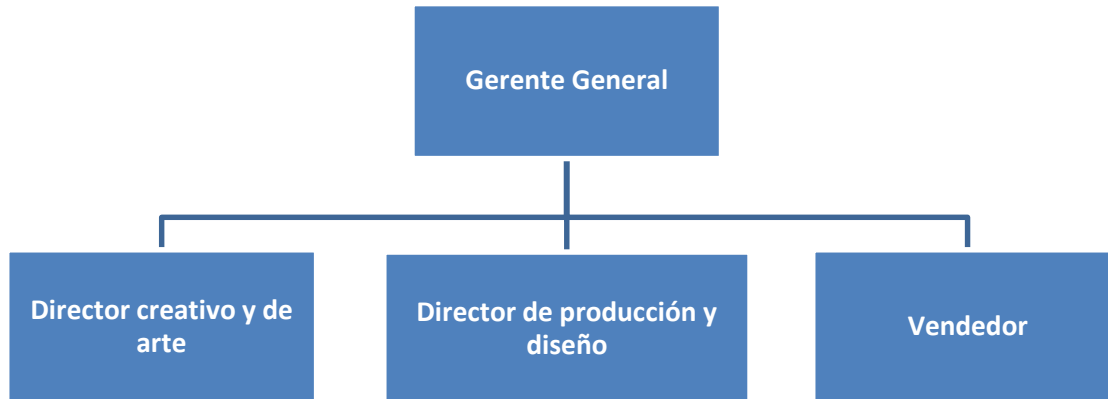 Gerente General
Director creativo y de
arte
Director de producción y
diseño
Vendedor